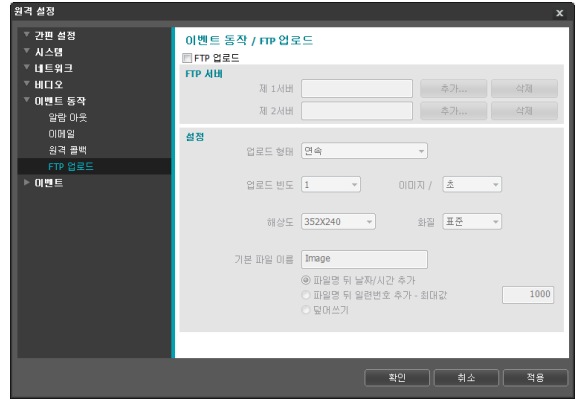 원격 설정
x
간편 설정
시스템
네트워크
비디오
이벤트 동작
알람 아웃
이메일
원격 콜백
FTP 업로드
이벤트
이벤트 동작 / FTP 업로드
FTP 업로드
FTP 서버
제 1서버 추가... 삭제
제 2서버 추가... 삭제
설정
업로드 형태 연속
업로드 빈도 1 이미지 / 초
해상도 352X240 화질 표준
기본 파일 이름 Image
파일명 뒤 날짜/시간 추가
파일명 뒤 일련번호 추가 - 최대값 1000
덮어쓰기
확인 취소 적용